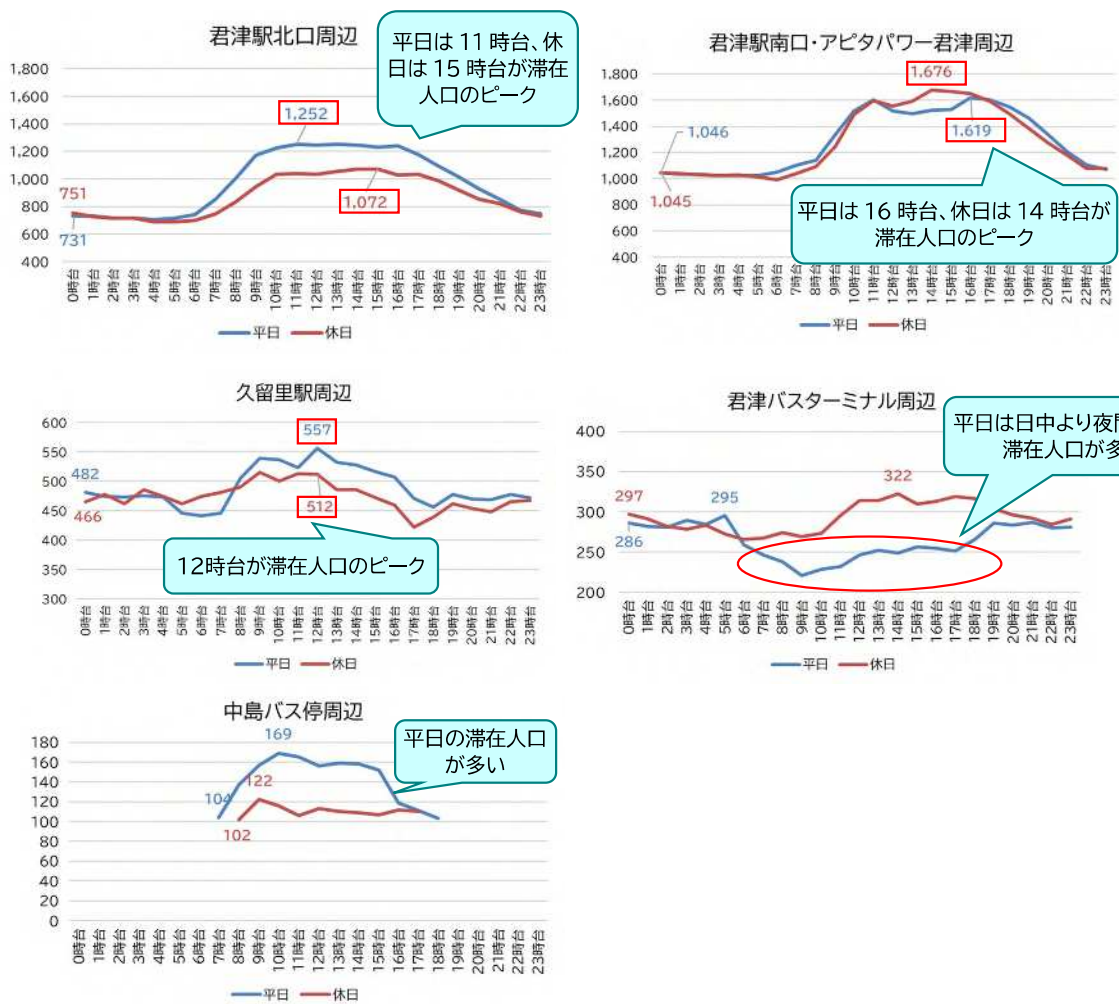 君津駅北口周辺
平日は11時台、休
日は15時台が滞在
人口のピーク
1,800
1,600
1,400
1,200
1,000
800
600
400
1,252
751
731
1,072
0時台 1時台 2時台 3時台 4時台 5時台 6時台 7時台 8時台 9時台 10時台 11時台 12時台 13時台 14時台 15時台 16時台 17時台 18時台 19時台 20時台 21時台 22時台 23時台
平日 休日
君津駅南口・アピタパワー君津周辺
1,800
1,600
1,400
1,200
1,000
800
600
400
1,676
1,046
1,619
1,045
平日は16時台、休日は14時台が
滞在人口のピーク
0時台 1時台 2時台 3時台 4時台 5時台 6時台 7時台 8時台 9時台 10時台 11時台 12時台 13時台 14時台 15時台 16時台 17時台 18時台 19時台 20時台 21時台 22時台 23時台
平日 休日
久留里駅周辺
600
550
500
450
400
350
300
557
482
466
512
12時台が滞在人口のピーク
0時台 1時台 2時台 3時台 4時台 5時台 6時台 7時台 8時台 9時台 10時台 11時台 12時台 13時台 14時台 15時台 16時台 17時台 18時台 19時台 20時台 21時台 22時台 23時台
平日 休日
君津バスターミナル周辺
平日は日中より夜
滞在人口が多
400
350
300
250
200
297
286
295
322
0時台 1時台 2時台 3時台 4時台 5時台 6時台 7時台 8時台 9時台 10時台 11時台 12時台 13時台 14時台 15時台 16時台 17時台 18時台 19時台 20時台 21時台 22時台 23時台
平日 休日
中島バス停周辺
平日の滞在人口
が多い
180
160
140
120
100
80
60
40
20
0
169
122
104
102
0時台 1時台 2時台 3時台 4時台 5時台 6時台 7時台 8時台 9時台 10時台 11時台 12時台 13時台 14時台 15時台 16時台 17時台 18時台 19時台 20時台 21時台 22時台 23時台
平日 休日